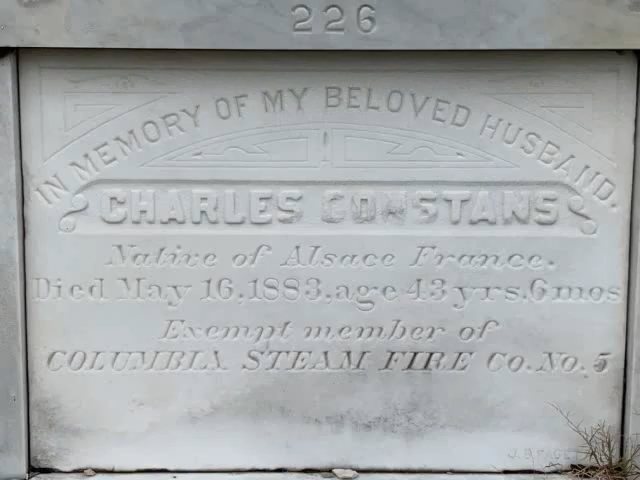 226
IN MEMORY OF MY BELOVED HUSBAND.
CHARLES CONSTANS
Native of Alsace France.
Died May 16, 1883, age 43 yrs. 6 mos
Exempt member of
COLUMBIA STEAM FIRE CO. NO. 5